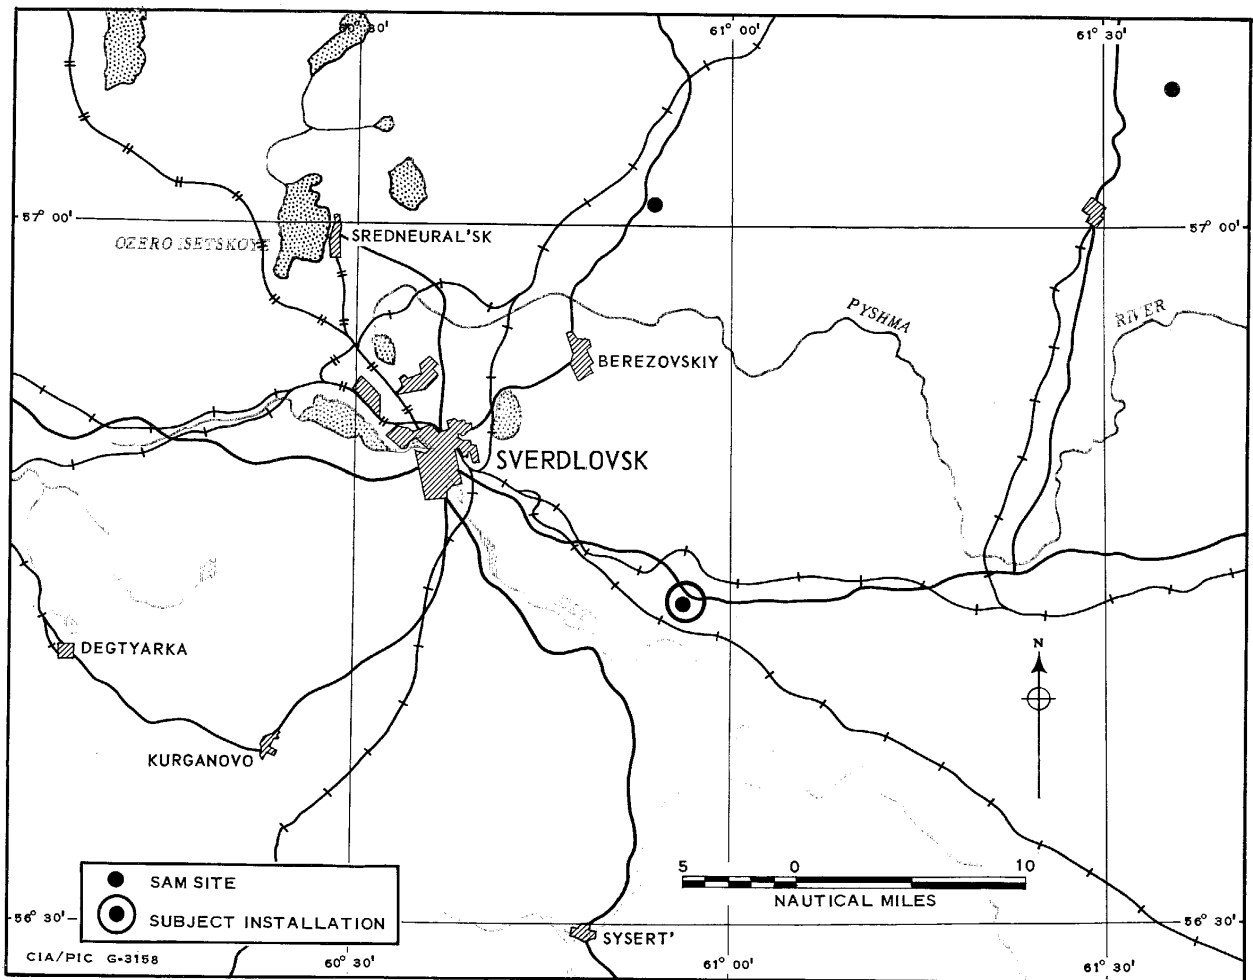 61° 00'
61° 30'
57° 00'
57° 00'
OZERO ISETSKOYE
SREDNEURAL'SK
PYSHMA
RIVER
BEREZOVSKIY
SVERDLOVSK
N
DEGTYARKA
KURGANOVO
5 0 10
NAUTICAL MILES
SAM SITE
SUBJECT INSTALLATION
56° 30'
56° 30'
SYSERT'
CIA/PIC G-3158
60° 30'
61° 00'
61° 30'